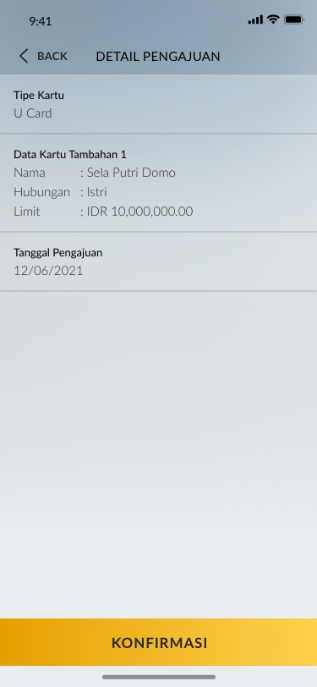 9:41
BACK
DETAIL PENGAJUAN
Tipe Kartu
U Card
Data Kartu Tambahan 1
Nama : Sela Putri Domo
Hubungan : Istri
Limit : IDR 10,000,000.00
Tanggal Pengajuan
12/06/2021
KONFIRMASI